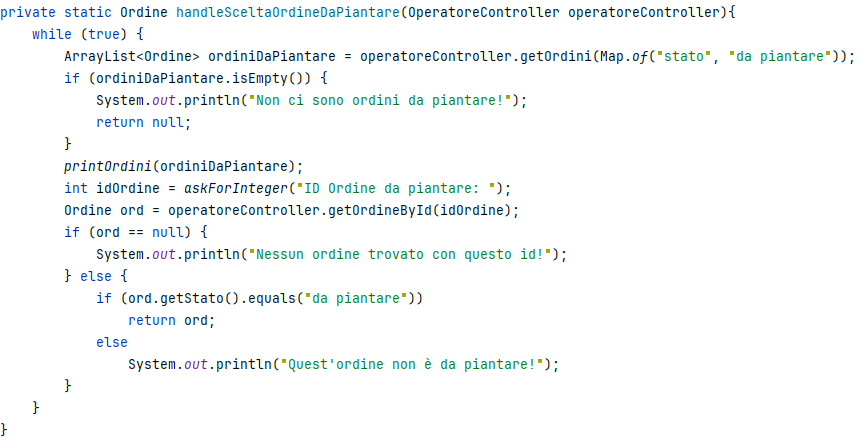 private static Ordine handleSceltaOrdineDaPiantare(OperatoreController operatoreController){
    while (true) {
        ArrayList<Ordine> ordiniDaPiantare = operatoreController.getOrdini(Map.of("stato", "da piantare"));
        if (ordiniDaPiantare.isEmpty()) {
            System.out.println("Non ci sono ordini da piantare!");
            return null;
        }
        printOrdini(ordiniDaPiantare);
        int idOrdine = askForInteger("ID Ordine da piantare: ");
        Ordine ord = operatoreController.getOrdineById(idOrdine);
        if (ord == null) {
            System.out.println("Nessun ordine trovato con questo id!");
        } else {
            if (ord.getStato().equals("da piantare"))
                return ord;
            else
                System.out.println("Quest'ordine non è da piantare!");
        }
    }
}